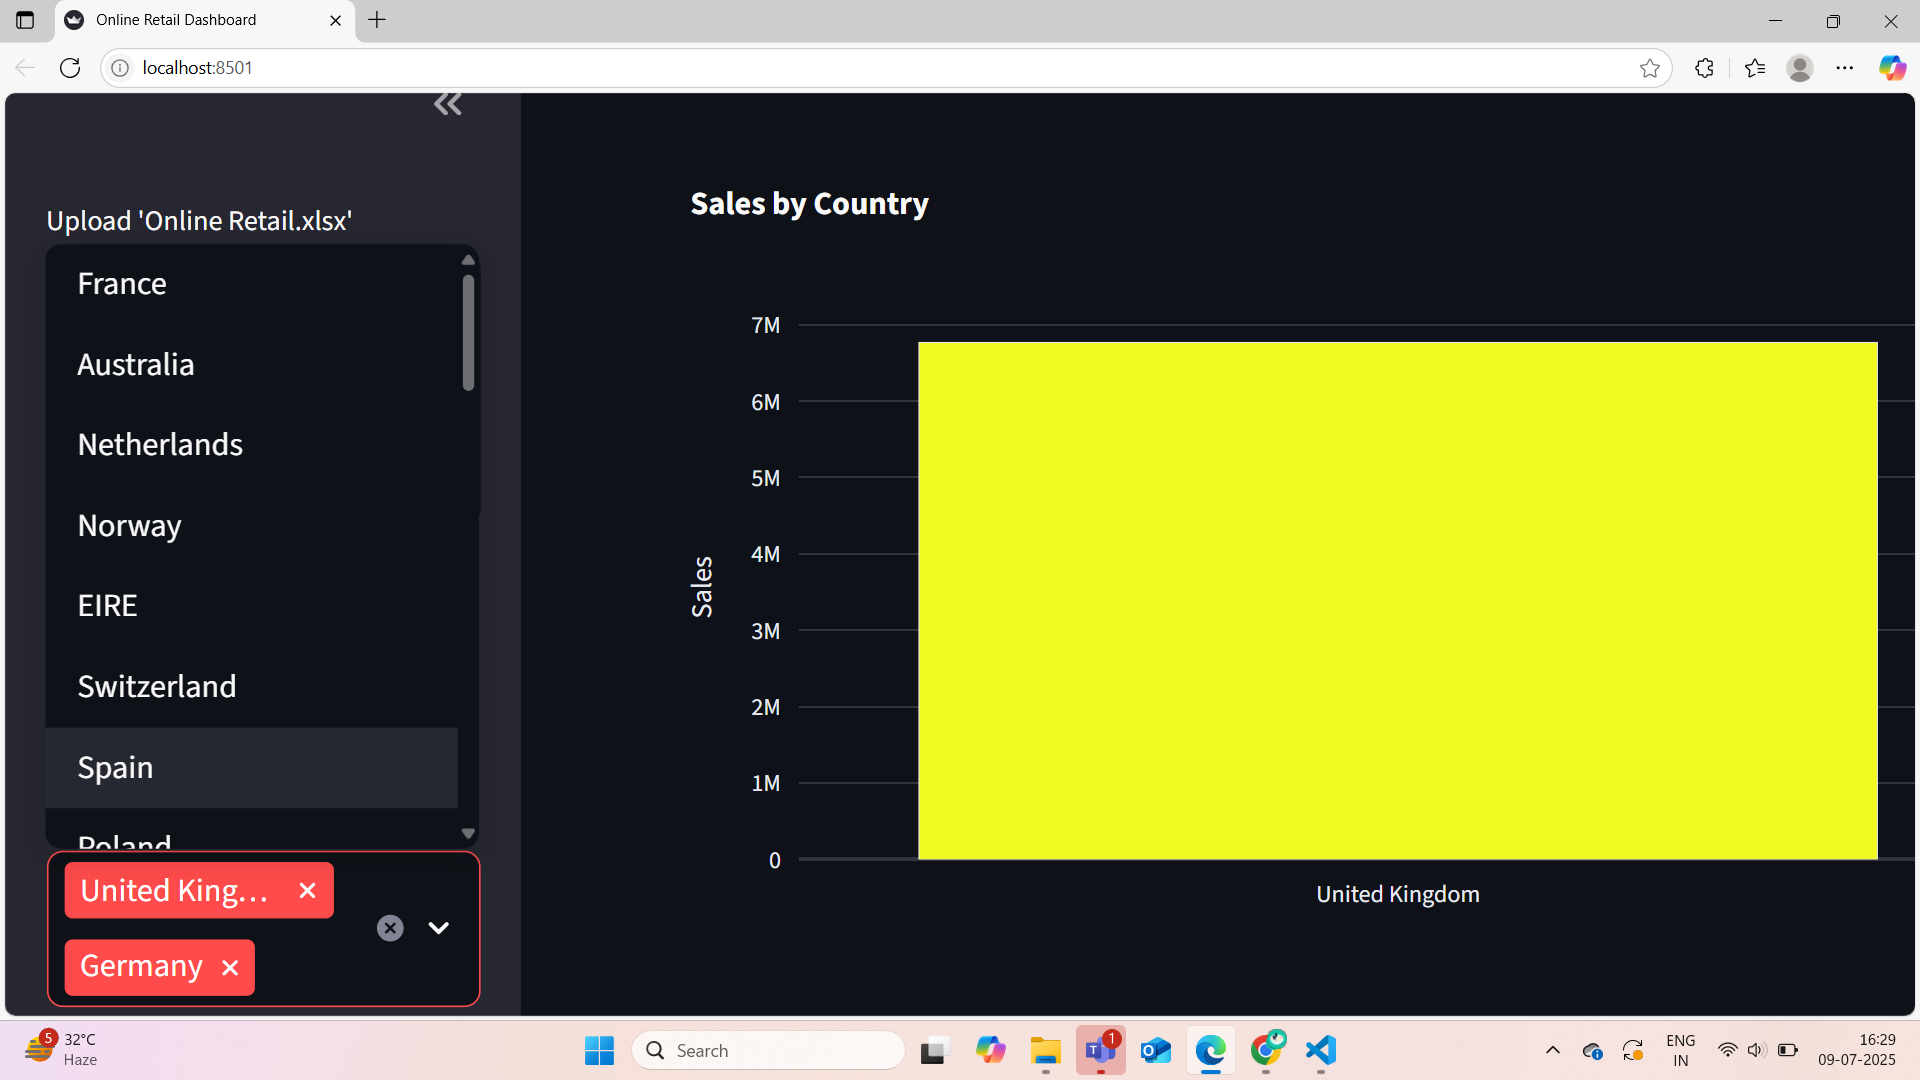 Online Retail Dashboard
localhost:8501
Upload 'Online Retail.xlsx'
France
Australia
Netherlands
Norway
EIRE
Switzerland
Spain
Poland
United King...
Germany
Sales by Country
7M
6M
5M
4M
3M
2M
1M
0
Sales
United Kingdom
5
32°C
Haze
Search
1
ENG
IN
16:29
09-07-2025